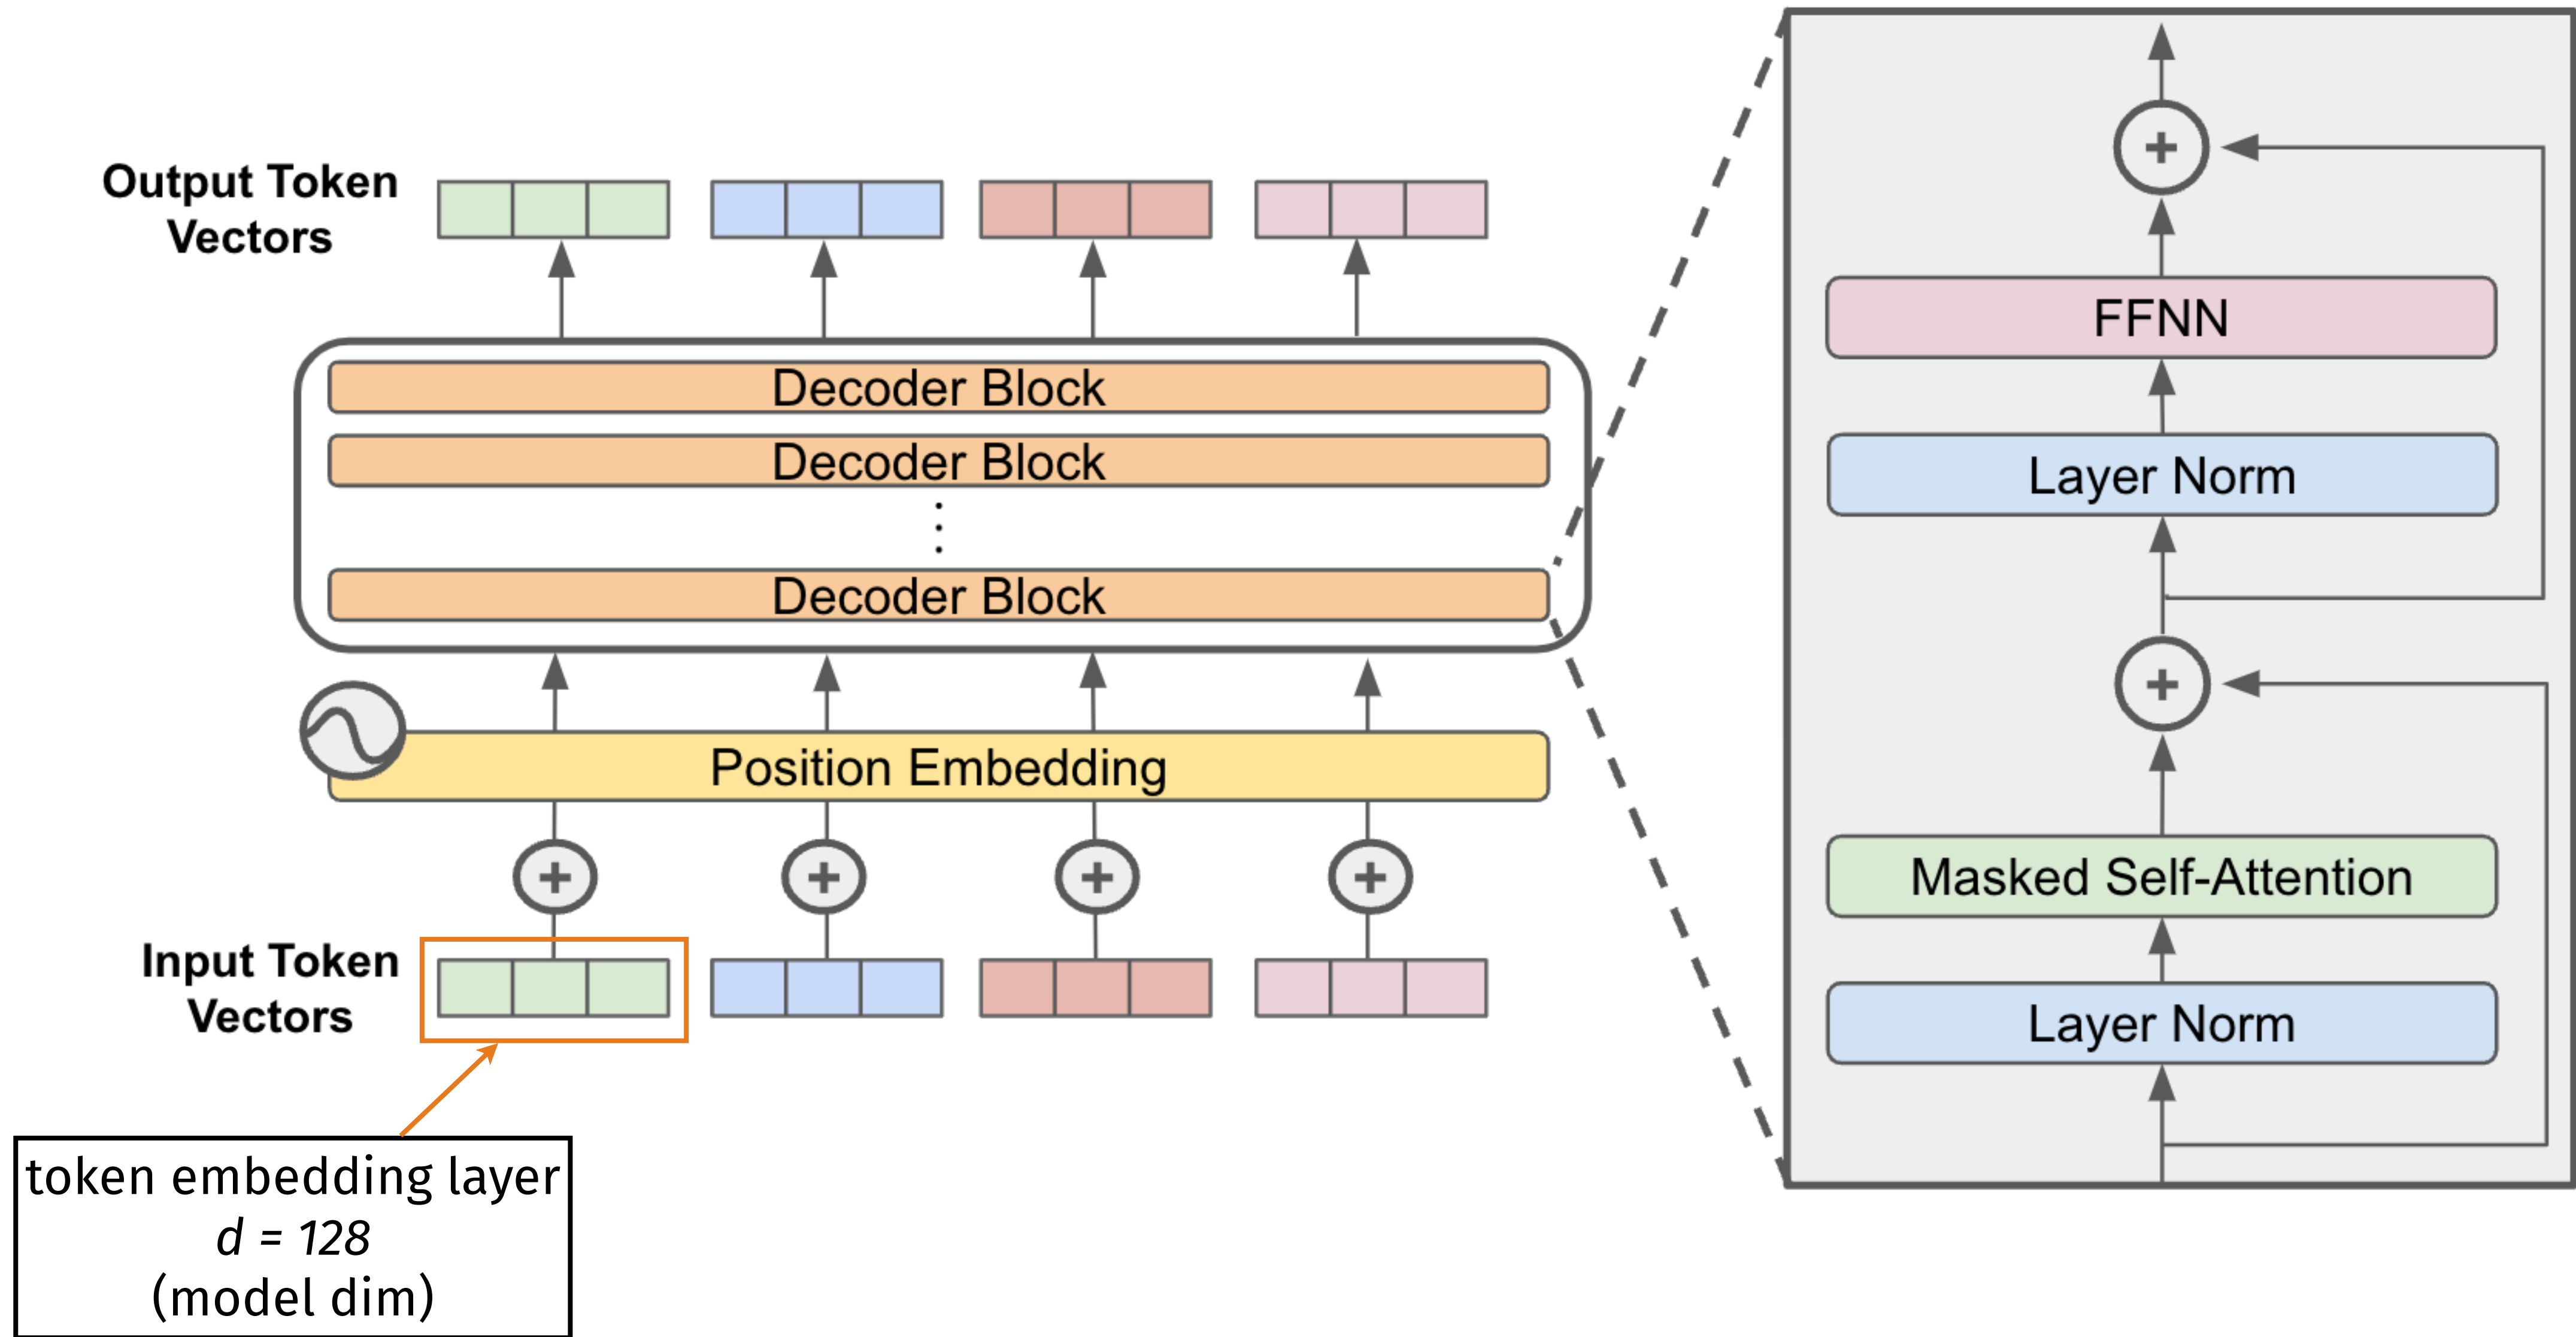 Output Token
Vectors
Decoder Block
Decoder Block
Decoder Block
Position Embedding
Input Token
Vectors
token embedding layer
d = 128
(model dim)
FFNN
Layer Norm
Masked Self-Attention
Layer Norm